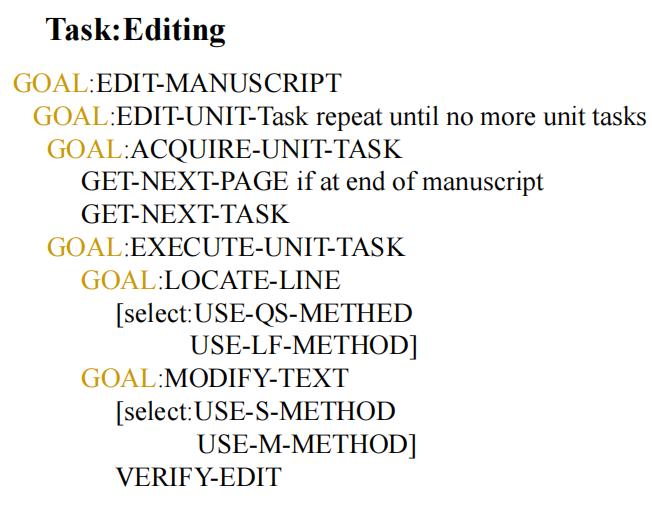 Task:Editing
GOAL:EDIT-MANUSCRIPT
GOAL:EDIT-UNIT-Task repeat until no more unit tasks
GOAL:ACQUIRE-UNIT-TASK
GET-NEXT-PAGE if at end of manuscript
GET-NEXT-TASK
GOAL:EXECUTE-UNIT-TASK
GOAL:LOCATE-LINE
[select:USE-QS-METHED
USE-LF-METHOD]
GOAL:MODIFY-TEXT
[select:USE-S-METHOD
USE-M-METHOD]
VERIFY-EDIT